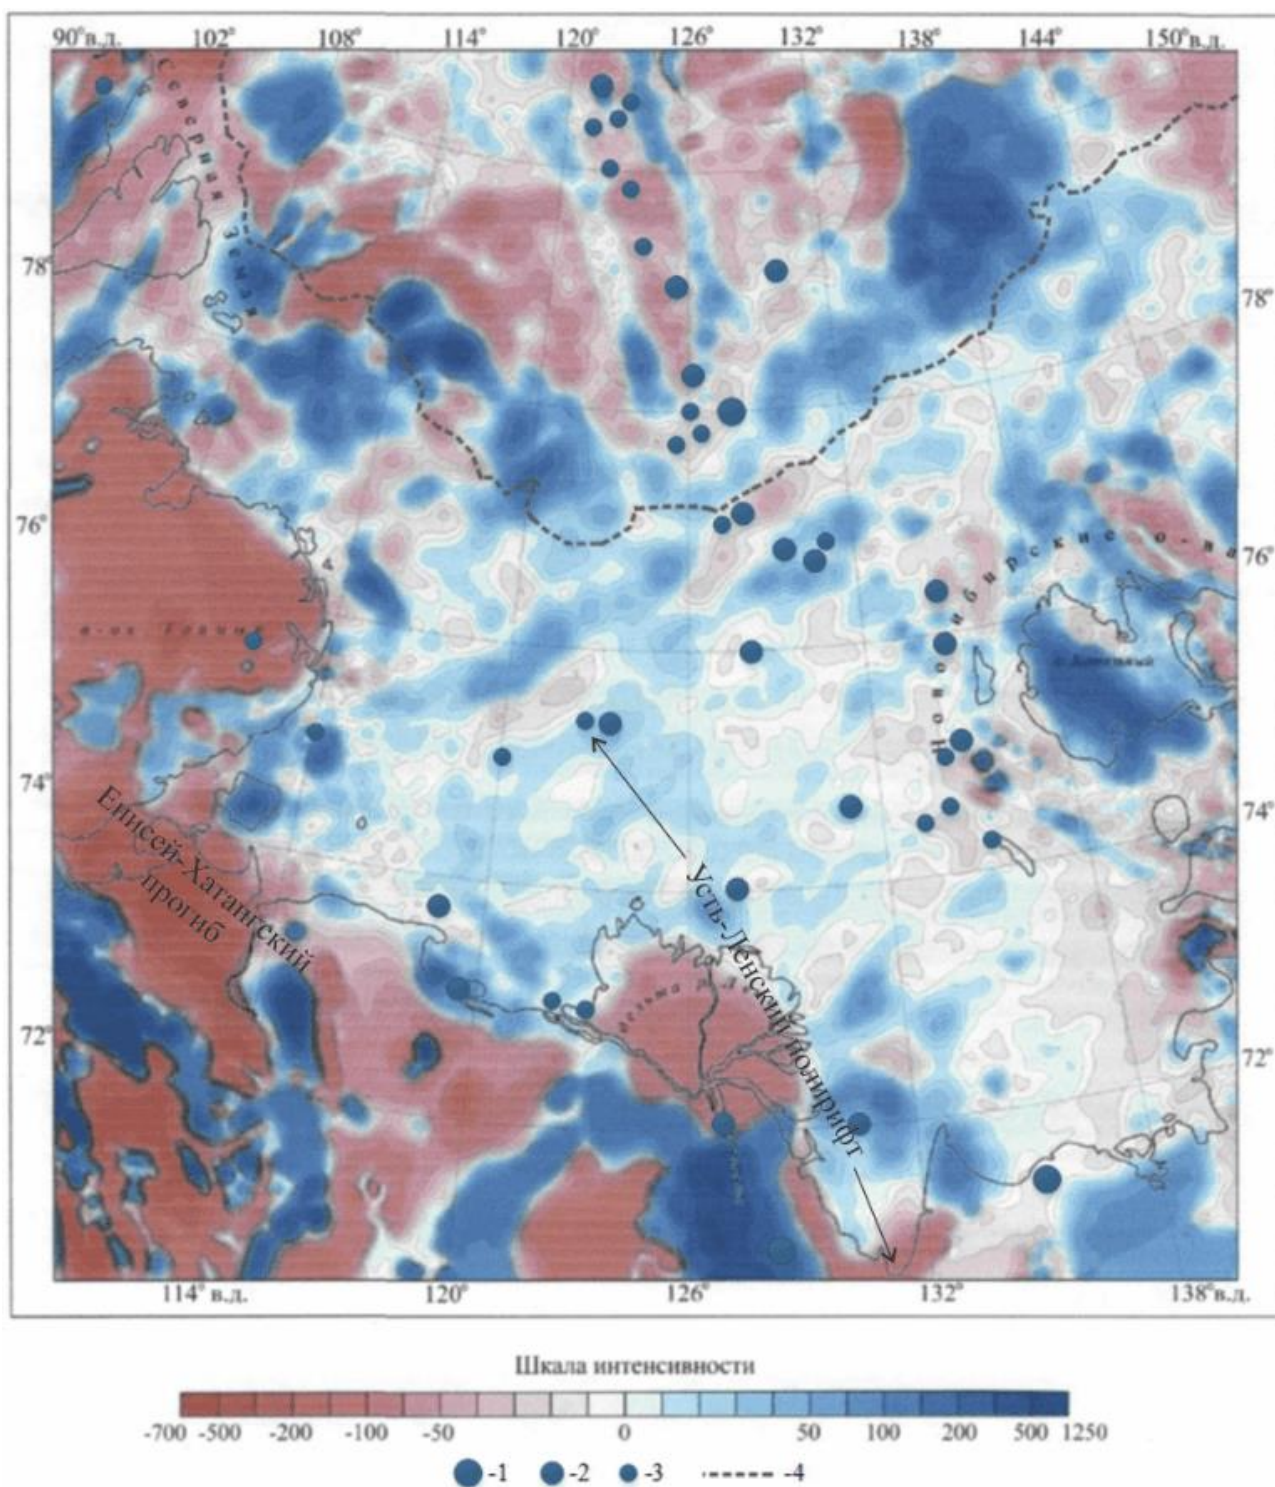 90° в.д. 102° 108° 114° 120° 126° 132° 138° 144° 150° в.д.
Северная Земля
78° 78°
76° 76°
Новосибирские о-ва
о. Котельный
74° 74°
Енисей-Хатангский
прогиб
Усть-Ленский
дельта р.
72° 72°
114° в.д. 120° 126° 132° 138° в.д.
Шкала интенсивности
-700 -500 -200 -100 -50 0 50 100 200 500 1250
-1 -2 -3 -4